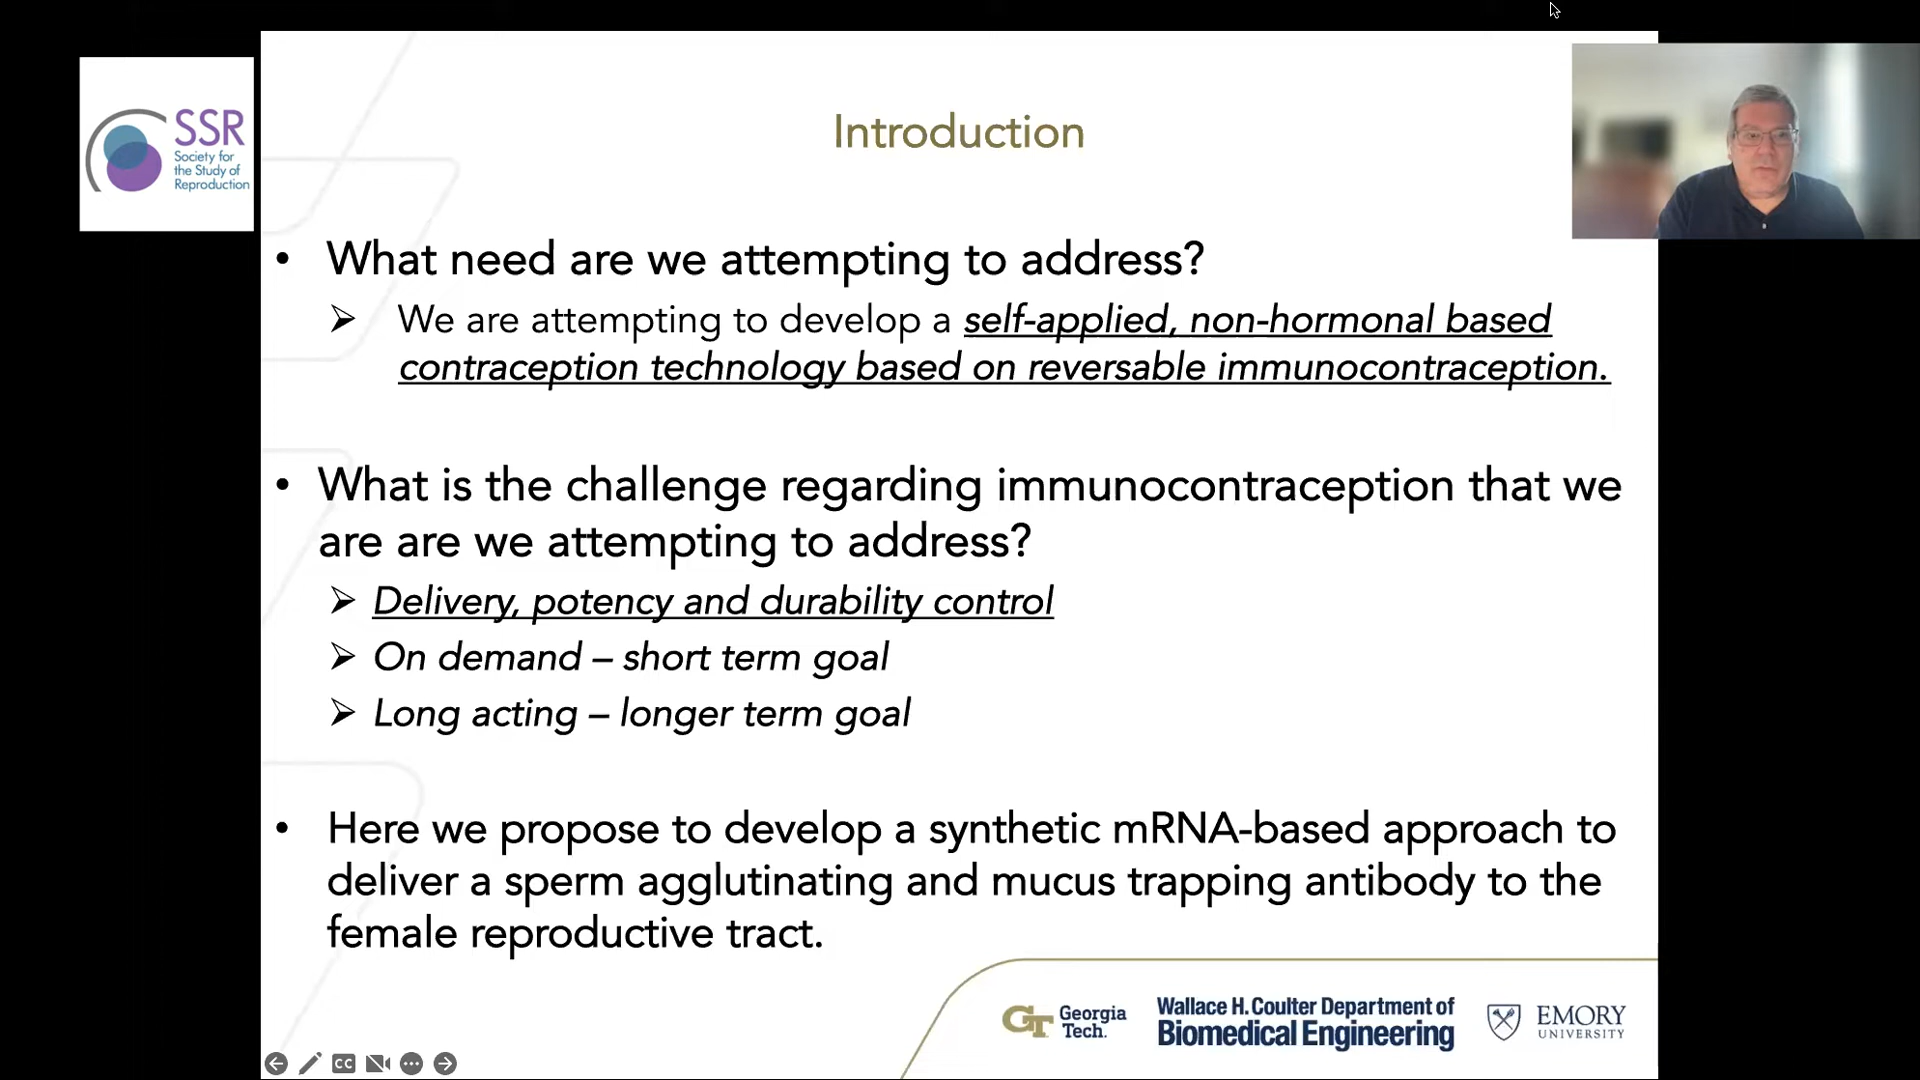 SSR
Society for
the Study of
Reproduction
Introduction
• What need are we attempting to address?
➢ We are attempting to develop a self-applied, non-hormonal based
contraception technology based on reversable immunocontraception.
• What is the challenge regarding immunocontraception that we
are are we attempting to address?
➢ Delivery, potency and durability control
➢ On demand – short term goal
➢ Long acting – longer term goal
• Here we propose to develop a synthetic mRNA-based approach to
deliver a sperm agglutinating and mucus trapping antibody to the
female reproductive tract.
GT Georgia
Tech.
Wallace H. Coulter Department of
Biomedical Engineering
EMORY
UNIVERSITY
CC